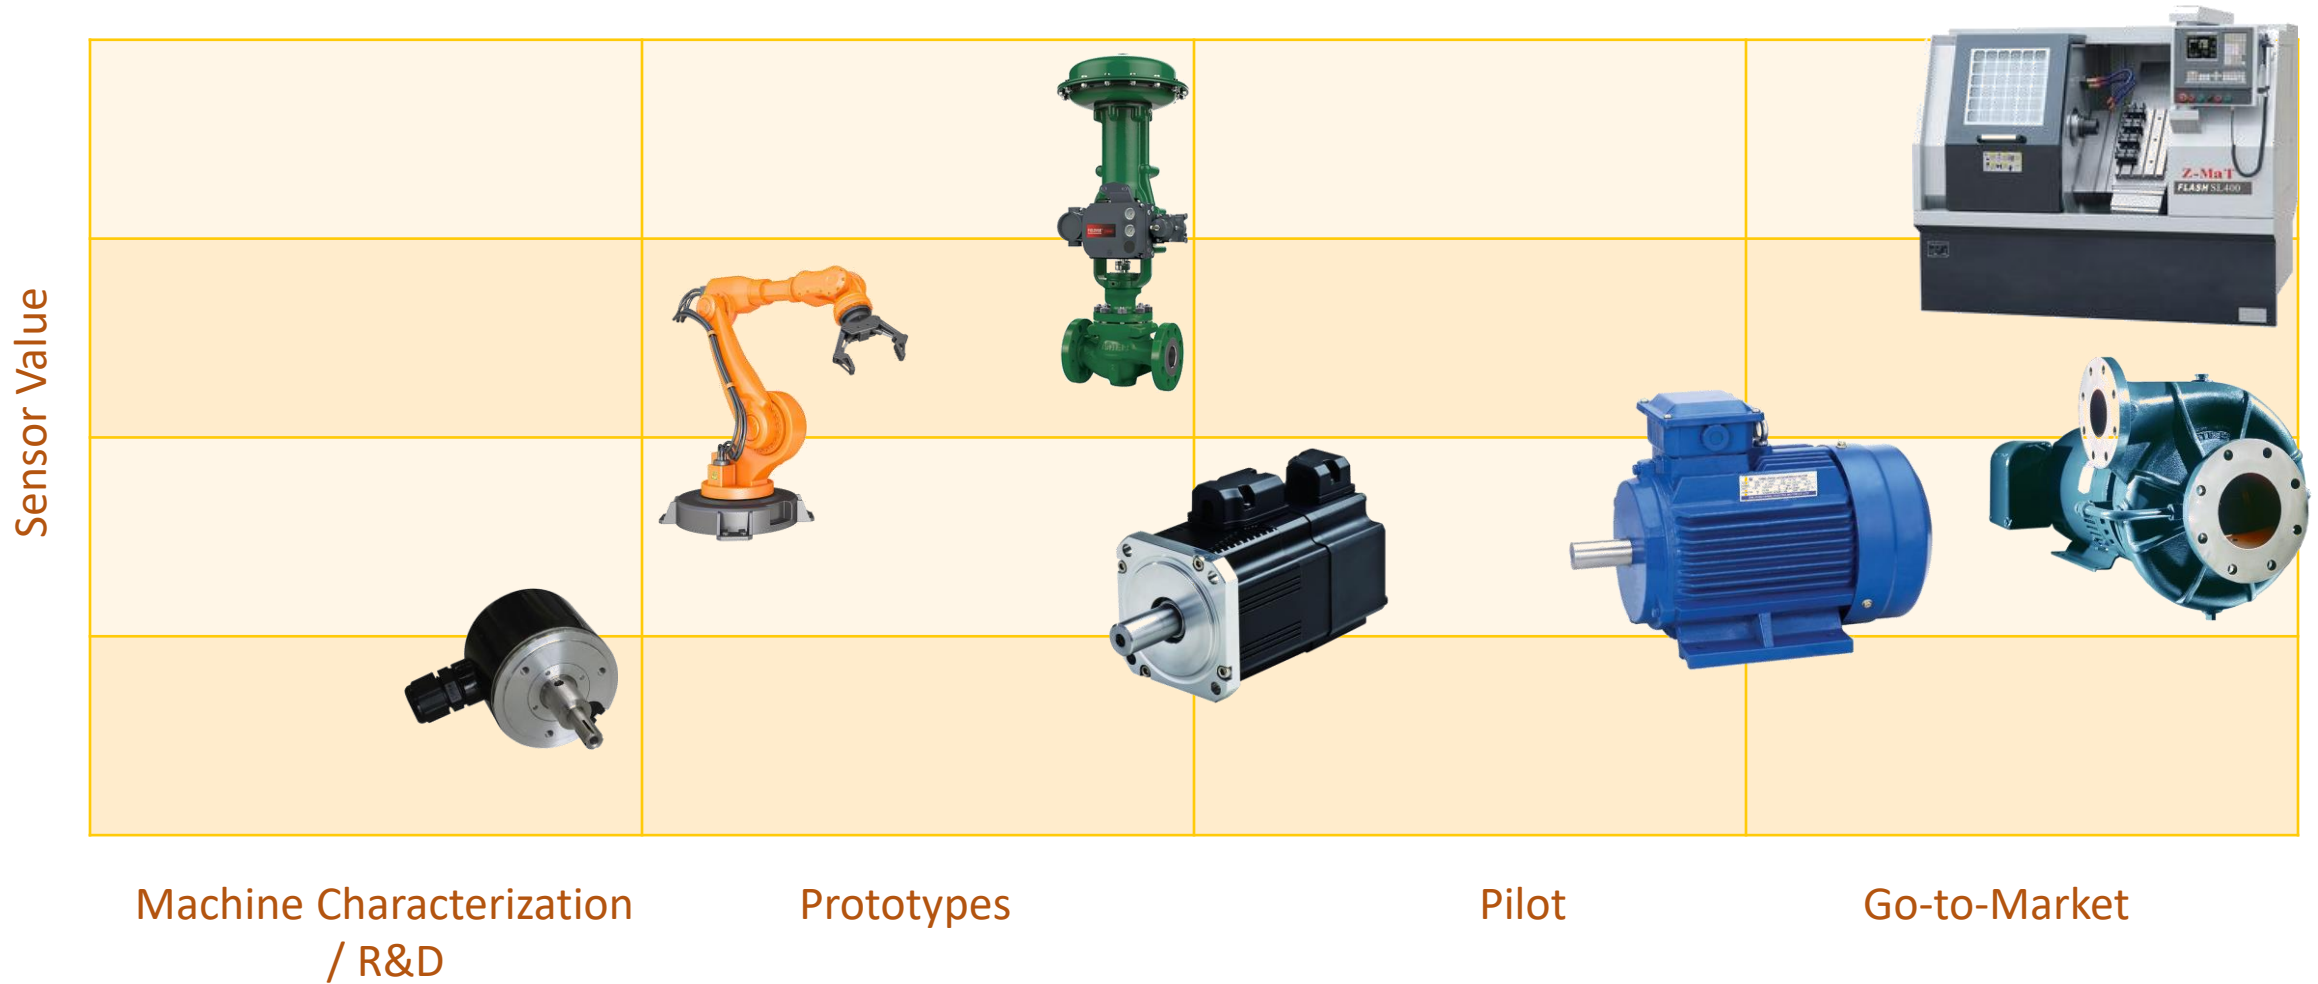 Z-MaT
FLASH SL400
Sensor Value
Machine Characterization
/ R&D
Prototypes
Pilot
Go-to-Market